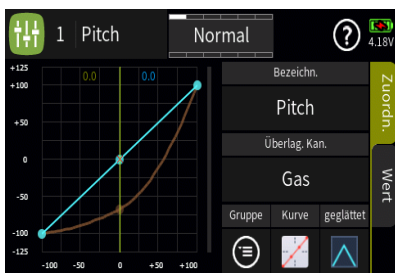 1 Pitch Normal ? 4.18V
+125
+100
+50
0
-50
-100
-125
0.0 0.0
-100 -50 0 +50 +100
Bezeichn.
Pitch
Überlag. Kan.
Gas
Gruppe Kurve geglättet
Zuordn.
Wert